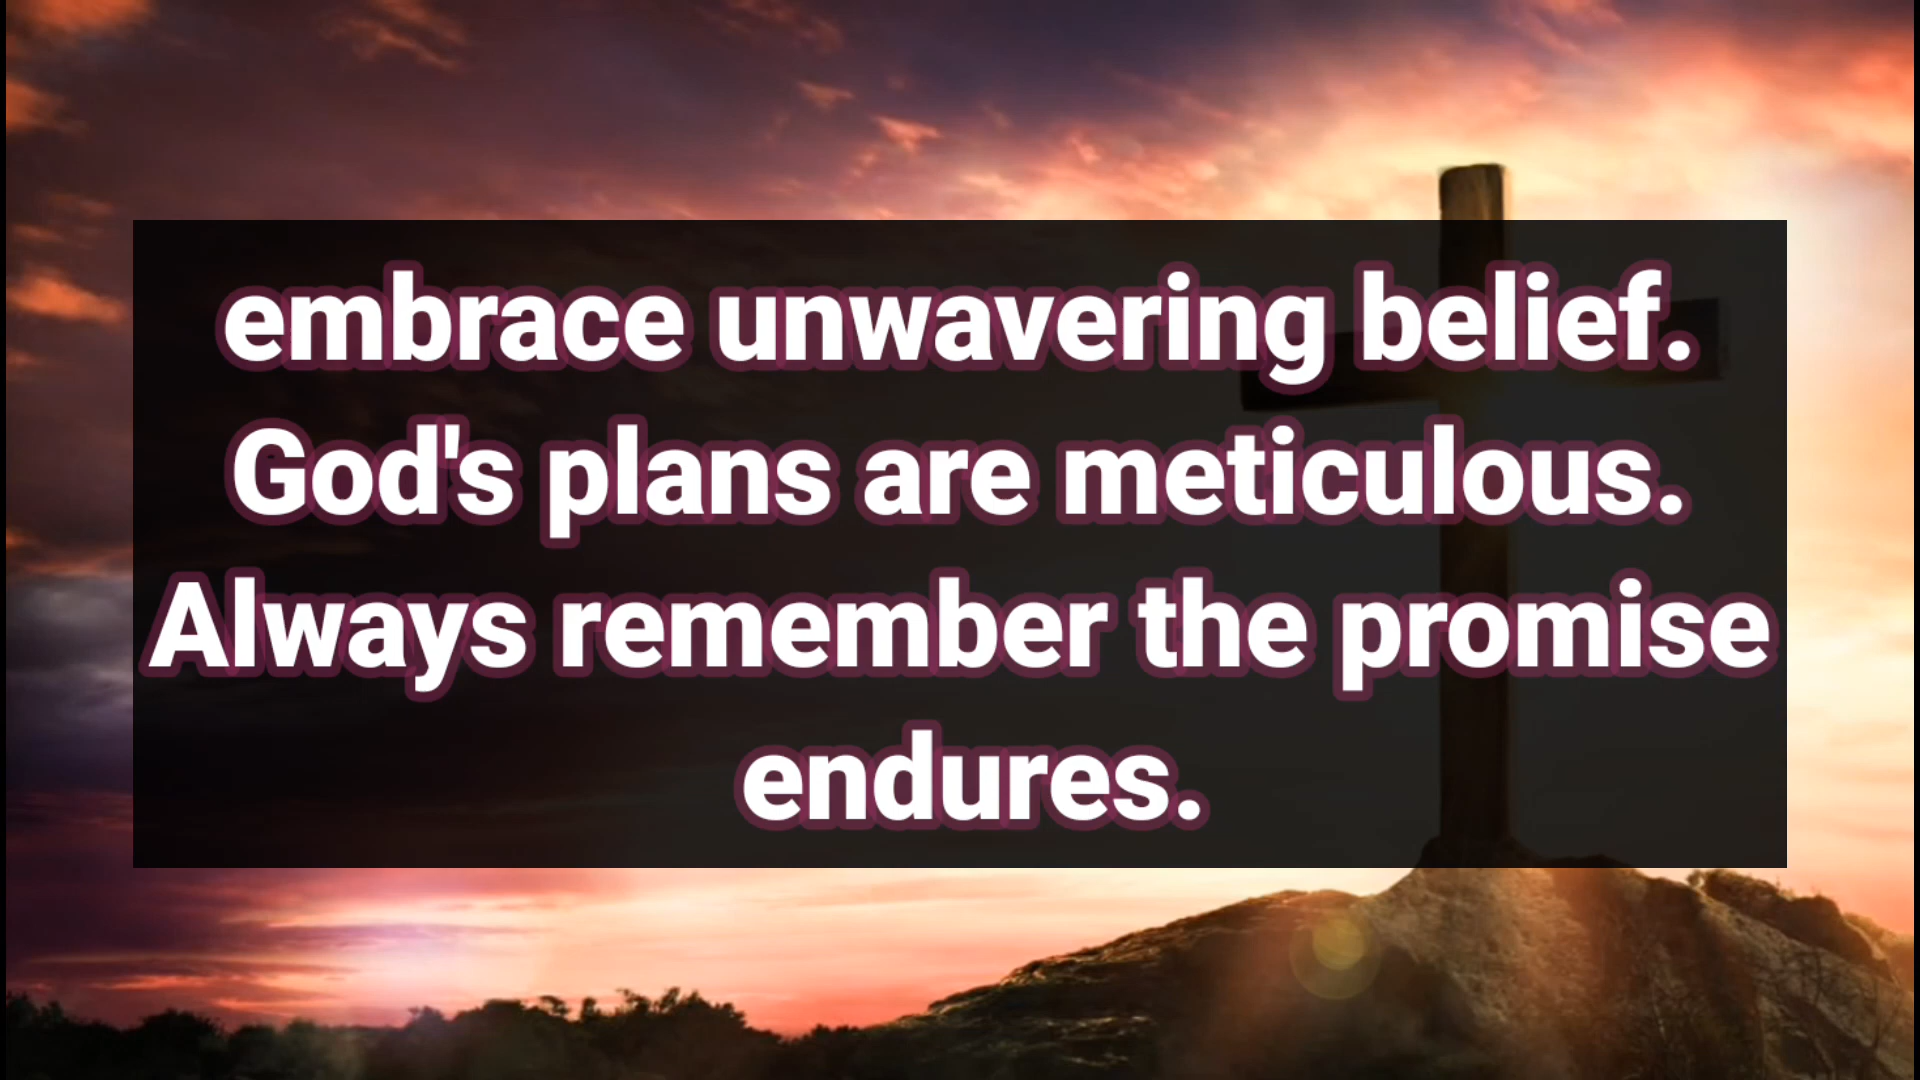 embrace unwavering belief.
God's plans are meticulous.
Always remember the promise
endures.